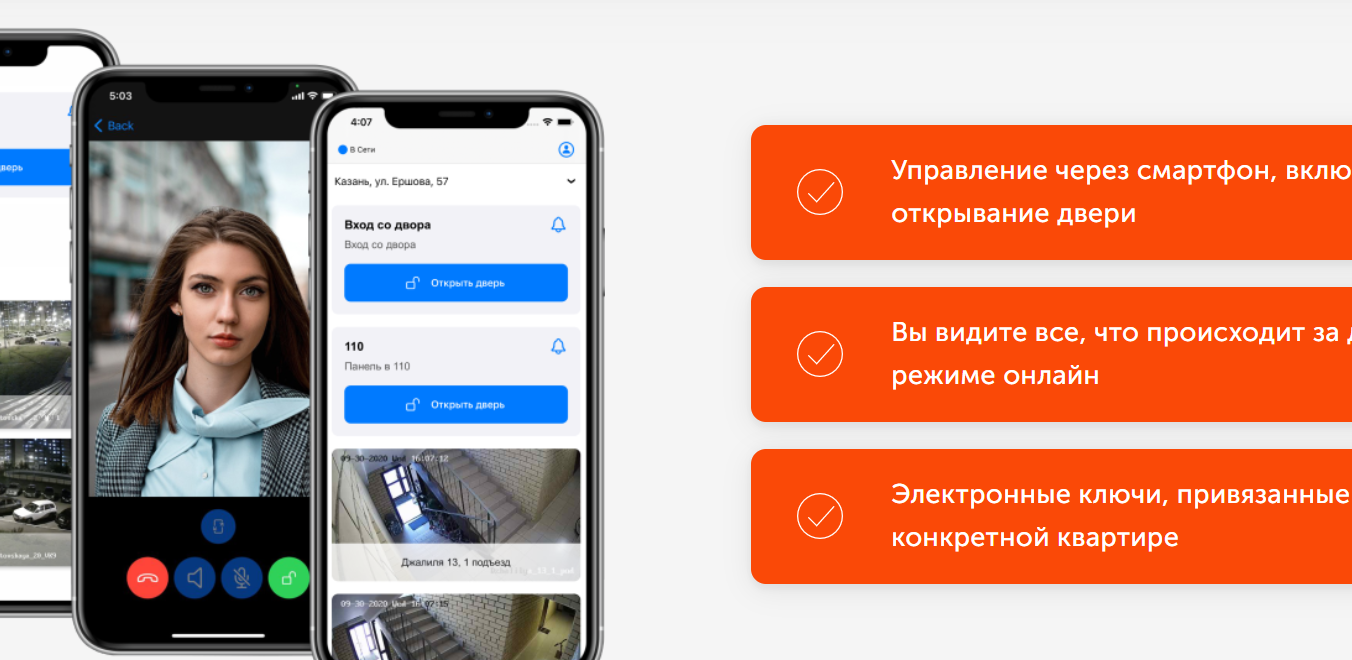 5:03
Back
4:07
В Сети
Казань, ул. Ершова, 57
Вход со двора
Вход со двора
Открыть дверь
110
Панель в 110
Открыть дверь
09-30-2020 Wed 16:07:12
Джалиля 13, 1 подъезд
09-30-2020 Wed 16:07:15
дверь
Управление через смартфон, вклю
открывание двери
Вы видите все, что происходит за д
режиме онлайн
Электронные ключи, привязанные
конкретной квартире